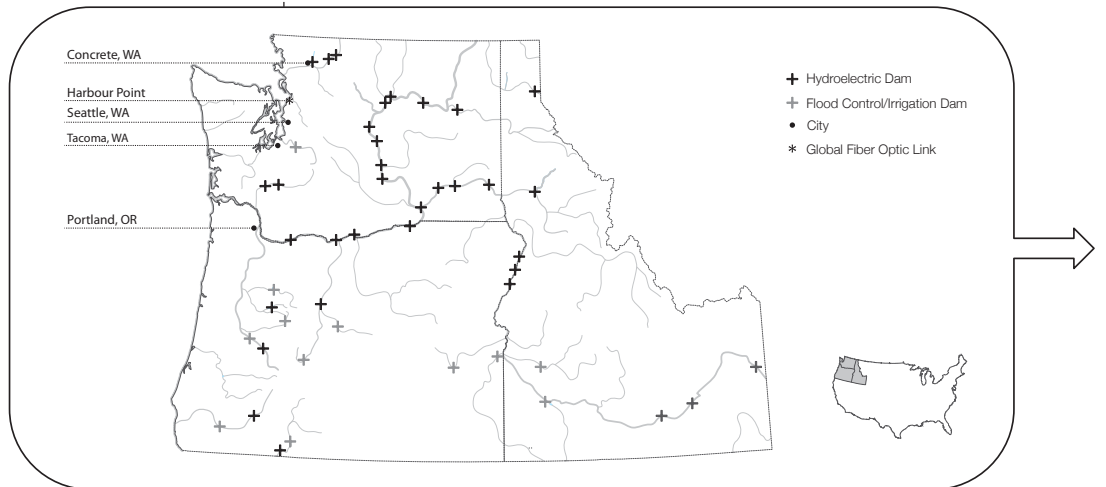 Concrete, WA
Harbour Point
Seattle, WA
Tacoma, WA
Portland, OR
Hydroelectric Dam
Flood Control/Irrigation Dam
City
Global Fiber Optic Link